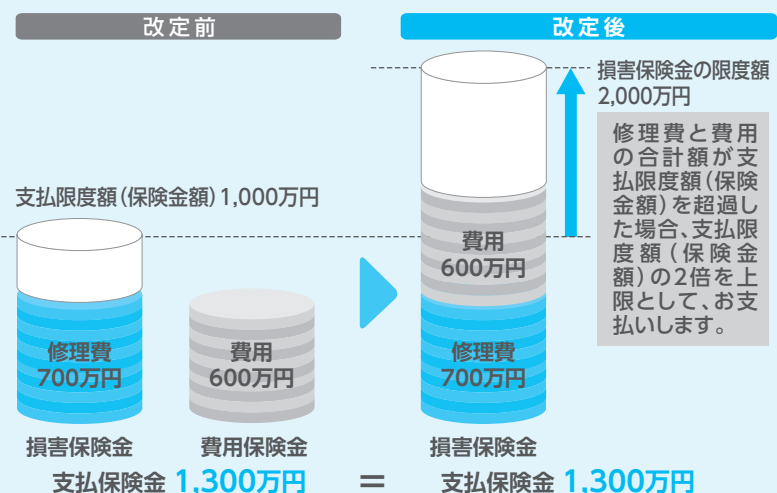 改定前
支払限度額(保険金額)1,000万円
修理費
700万円
費用
600万円
損害保険金
費用保険金
支払保険金 1,300万円
=
改定後
損害保険金の限度額
2,000万円
修理費と費用
の合計額が支
払限度額(保険
金額)を超過し
た場合、支払限
度額(保険金
額)の2倍を上
限として、お支
払いします。
費用
600万円
修理費
700万円
損害保険金
支払保険金 1,300万円